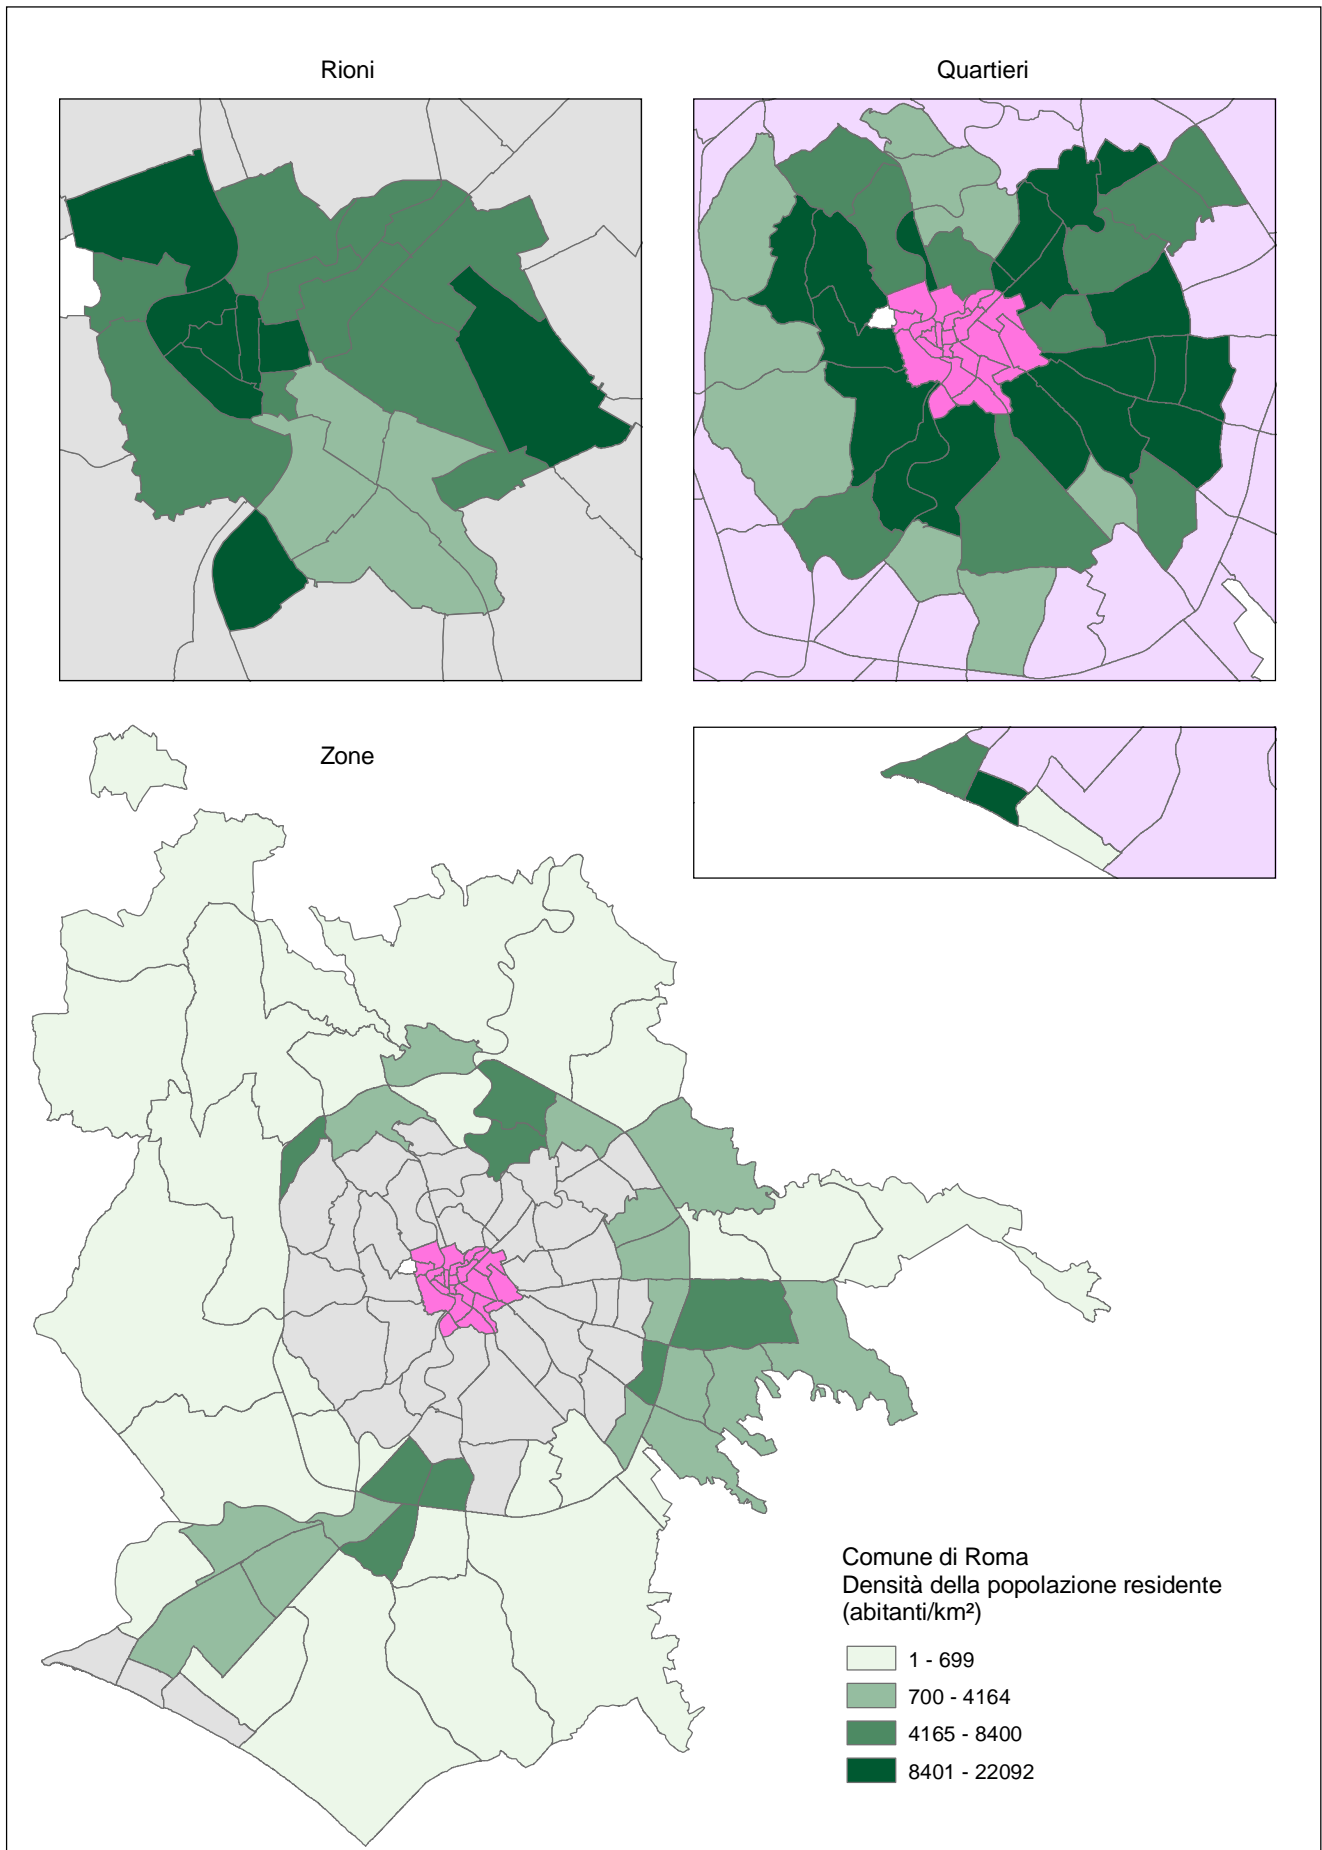 Rioni
Quartieri
Zone
Comune di Roma
Densità della popolazione residente
(abitanti/km²)
1 - 699
700 - 4164
4165 - 8400
8401 - 22092